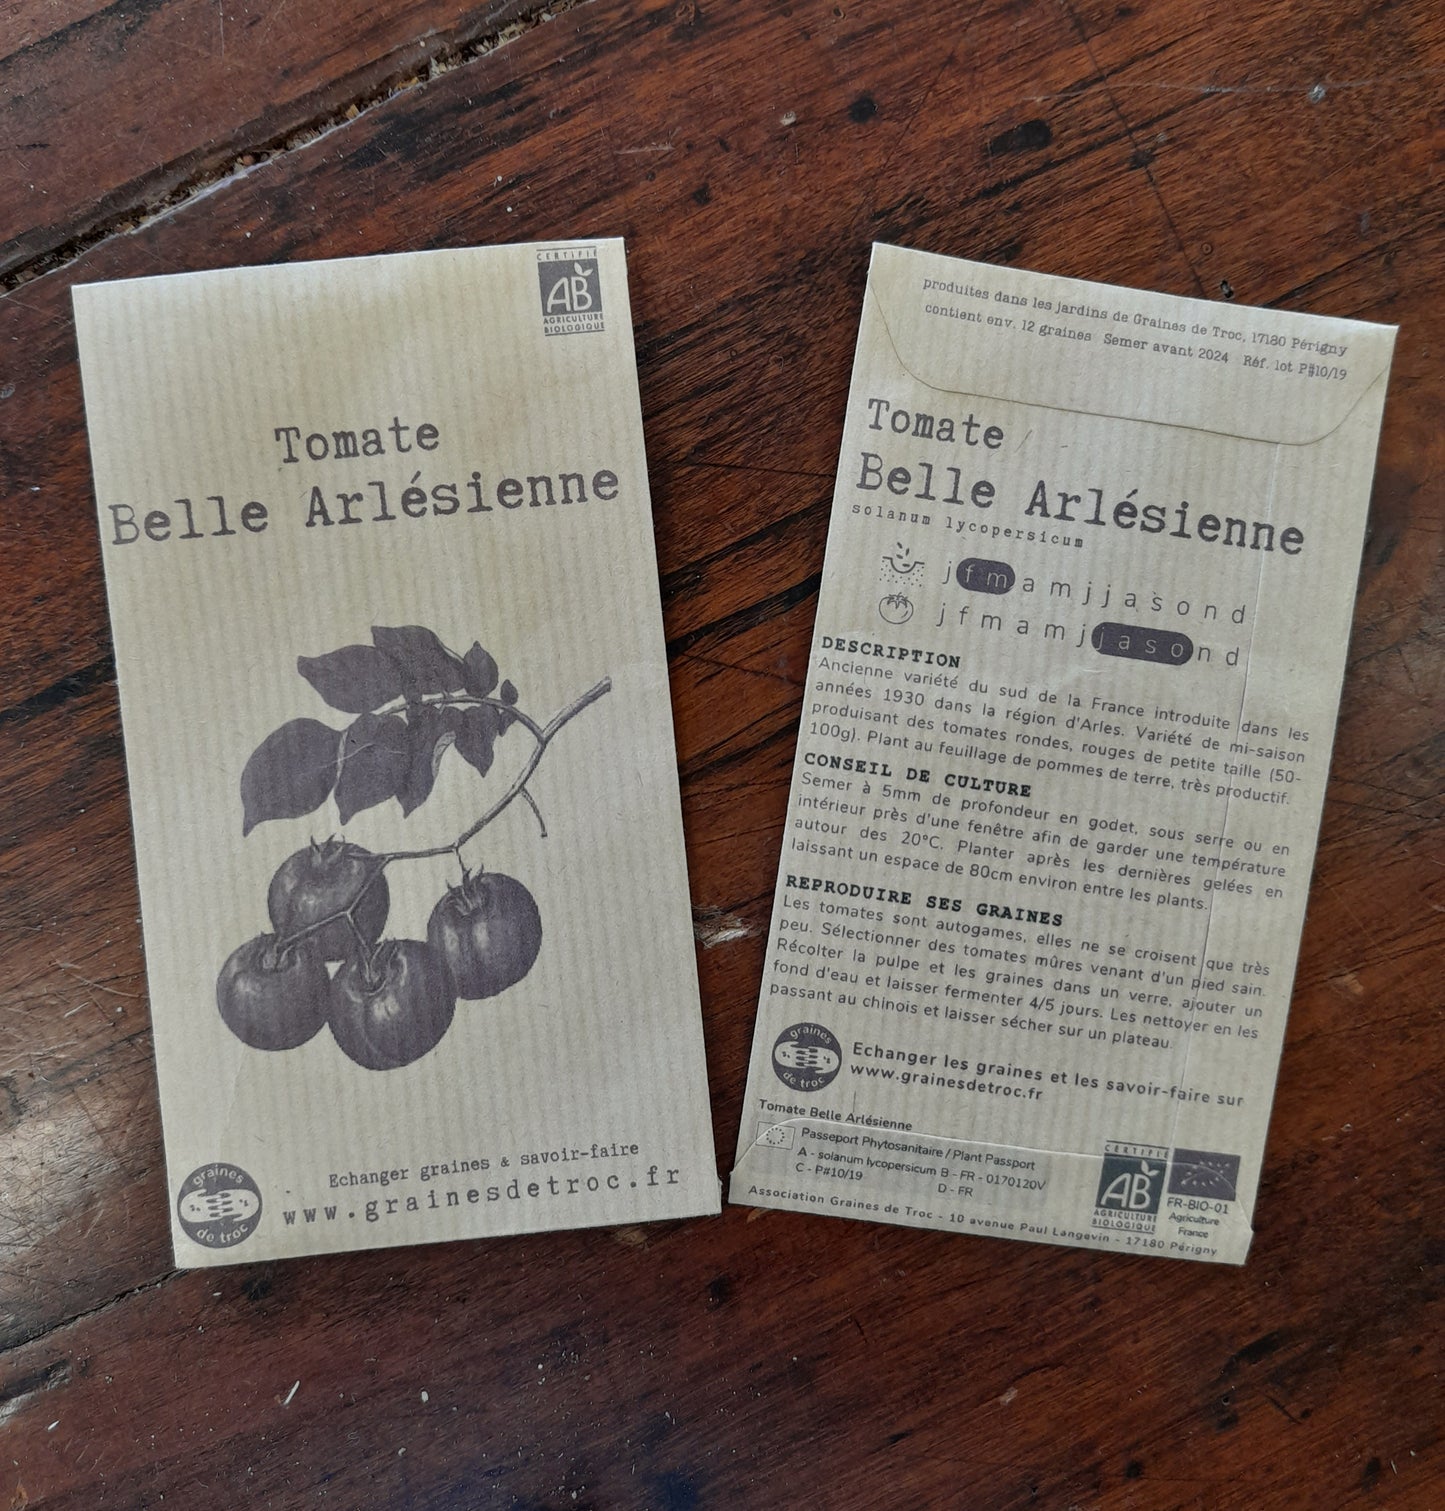 CERTIFIÉ
AB
AGRICULTURE
BIOLOGIQUE
Tomate
Belle Arlésienne
Echanger graines & savoir-faire
www.grainesdetroc.fr
graines
de troc
produites dans les jardins de Graines de Troc, 17180 Périgny
contient env. 12 graines Semer avant 2024 Réf. lot P#10/19
Tomate
Belle Arlésienne
solanum lycopersicum
j f m a m j j a s o n d
j f m a m j j a s o n d
DESCRIPTION
Ancienne variété du sud de la France introduite dans les
années 1930 dans la région d'Arles. Variété de mi-saison
produisant des tomates rondes, rouges de petite taille (50-
100g). Plant au feuillage de pommes de terre, très productif.
CONSEIL DE CULTURE
Semer à 5mm de profondeur en godet, sous serre ou en
intérieur près d'une fenêtre afin de garder une température
autour des 20°C. Planter après les dernières gelées en
laissant un espace de 80cm environ entre les plants.
REPRODUIRE SES GRAINES
Les tomates sont autogames, elles ne se croisent que très
peu. Sélectionner des tomates mûres venant d'un pied sain.
Récolter la pulpe et les graines dans un verre, ajouter un
fond d'eau et laisser fermenter 4/5 jours. Les nettoyer en les
passant au chinois et laisser sécher sur un plateau.
graines
de troc
Echanger les graines et les savoir-faire sur
www.grainesdetroc.fr
Tomate Belle Arlésienne
Passeport Phytosanitaire / Plant Passport
A - solanum lycopersicum B - FR - 0170120V
C - P#10/19 D - FR
CERTIFIÉ
AB
AGRICULTURE
BIOLOGIQUE
FR-BIO-01
Agriculture
France
Association Graines de Troc - 10 avenue Paul Langevin - 17180 Périgny